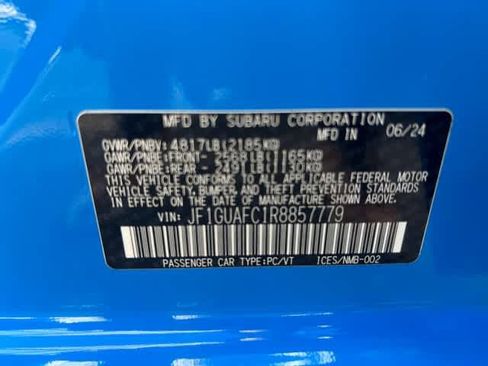 MFD BY SUBARU CORPORATION
MFD IN 06/24
GVWR/PNBV: 4817LB(2185KG)
GAWR/PNBE:FRONT- 2568LB(1165KG)
GAWR/PNBE:REAR -
THIS VEHICLE CONFORMS TO ALL APPLICABLE FEDERAL MOTOR
VEHICLE SAFETY, BUMPER, AND THEFT PREVENTION STANDARDS
IN EFFECT ON THE DATE OF MANUFACTURE SHOWN ABOVE.
VIN: JF1GUAFC1R8857779
PASSENGER CAR TYPE:PC/VT ICES/NMB-002